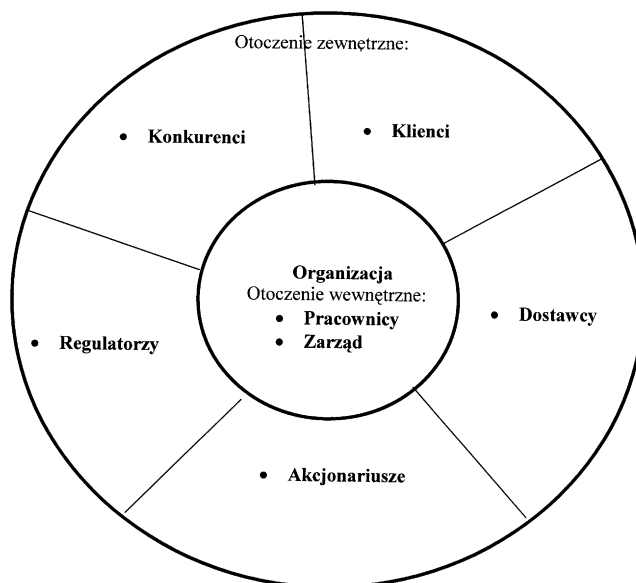 Otoczenie zewnętrzne:
• Konkurenci
• Klienci
Organizacja
Otoczenie wewnętrzne:
• Pracownicy
• Zarząd
• Dostawcy
• Regulatorzy
• Akcjonariusze